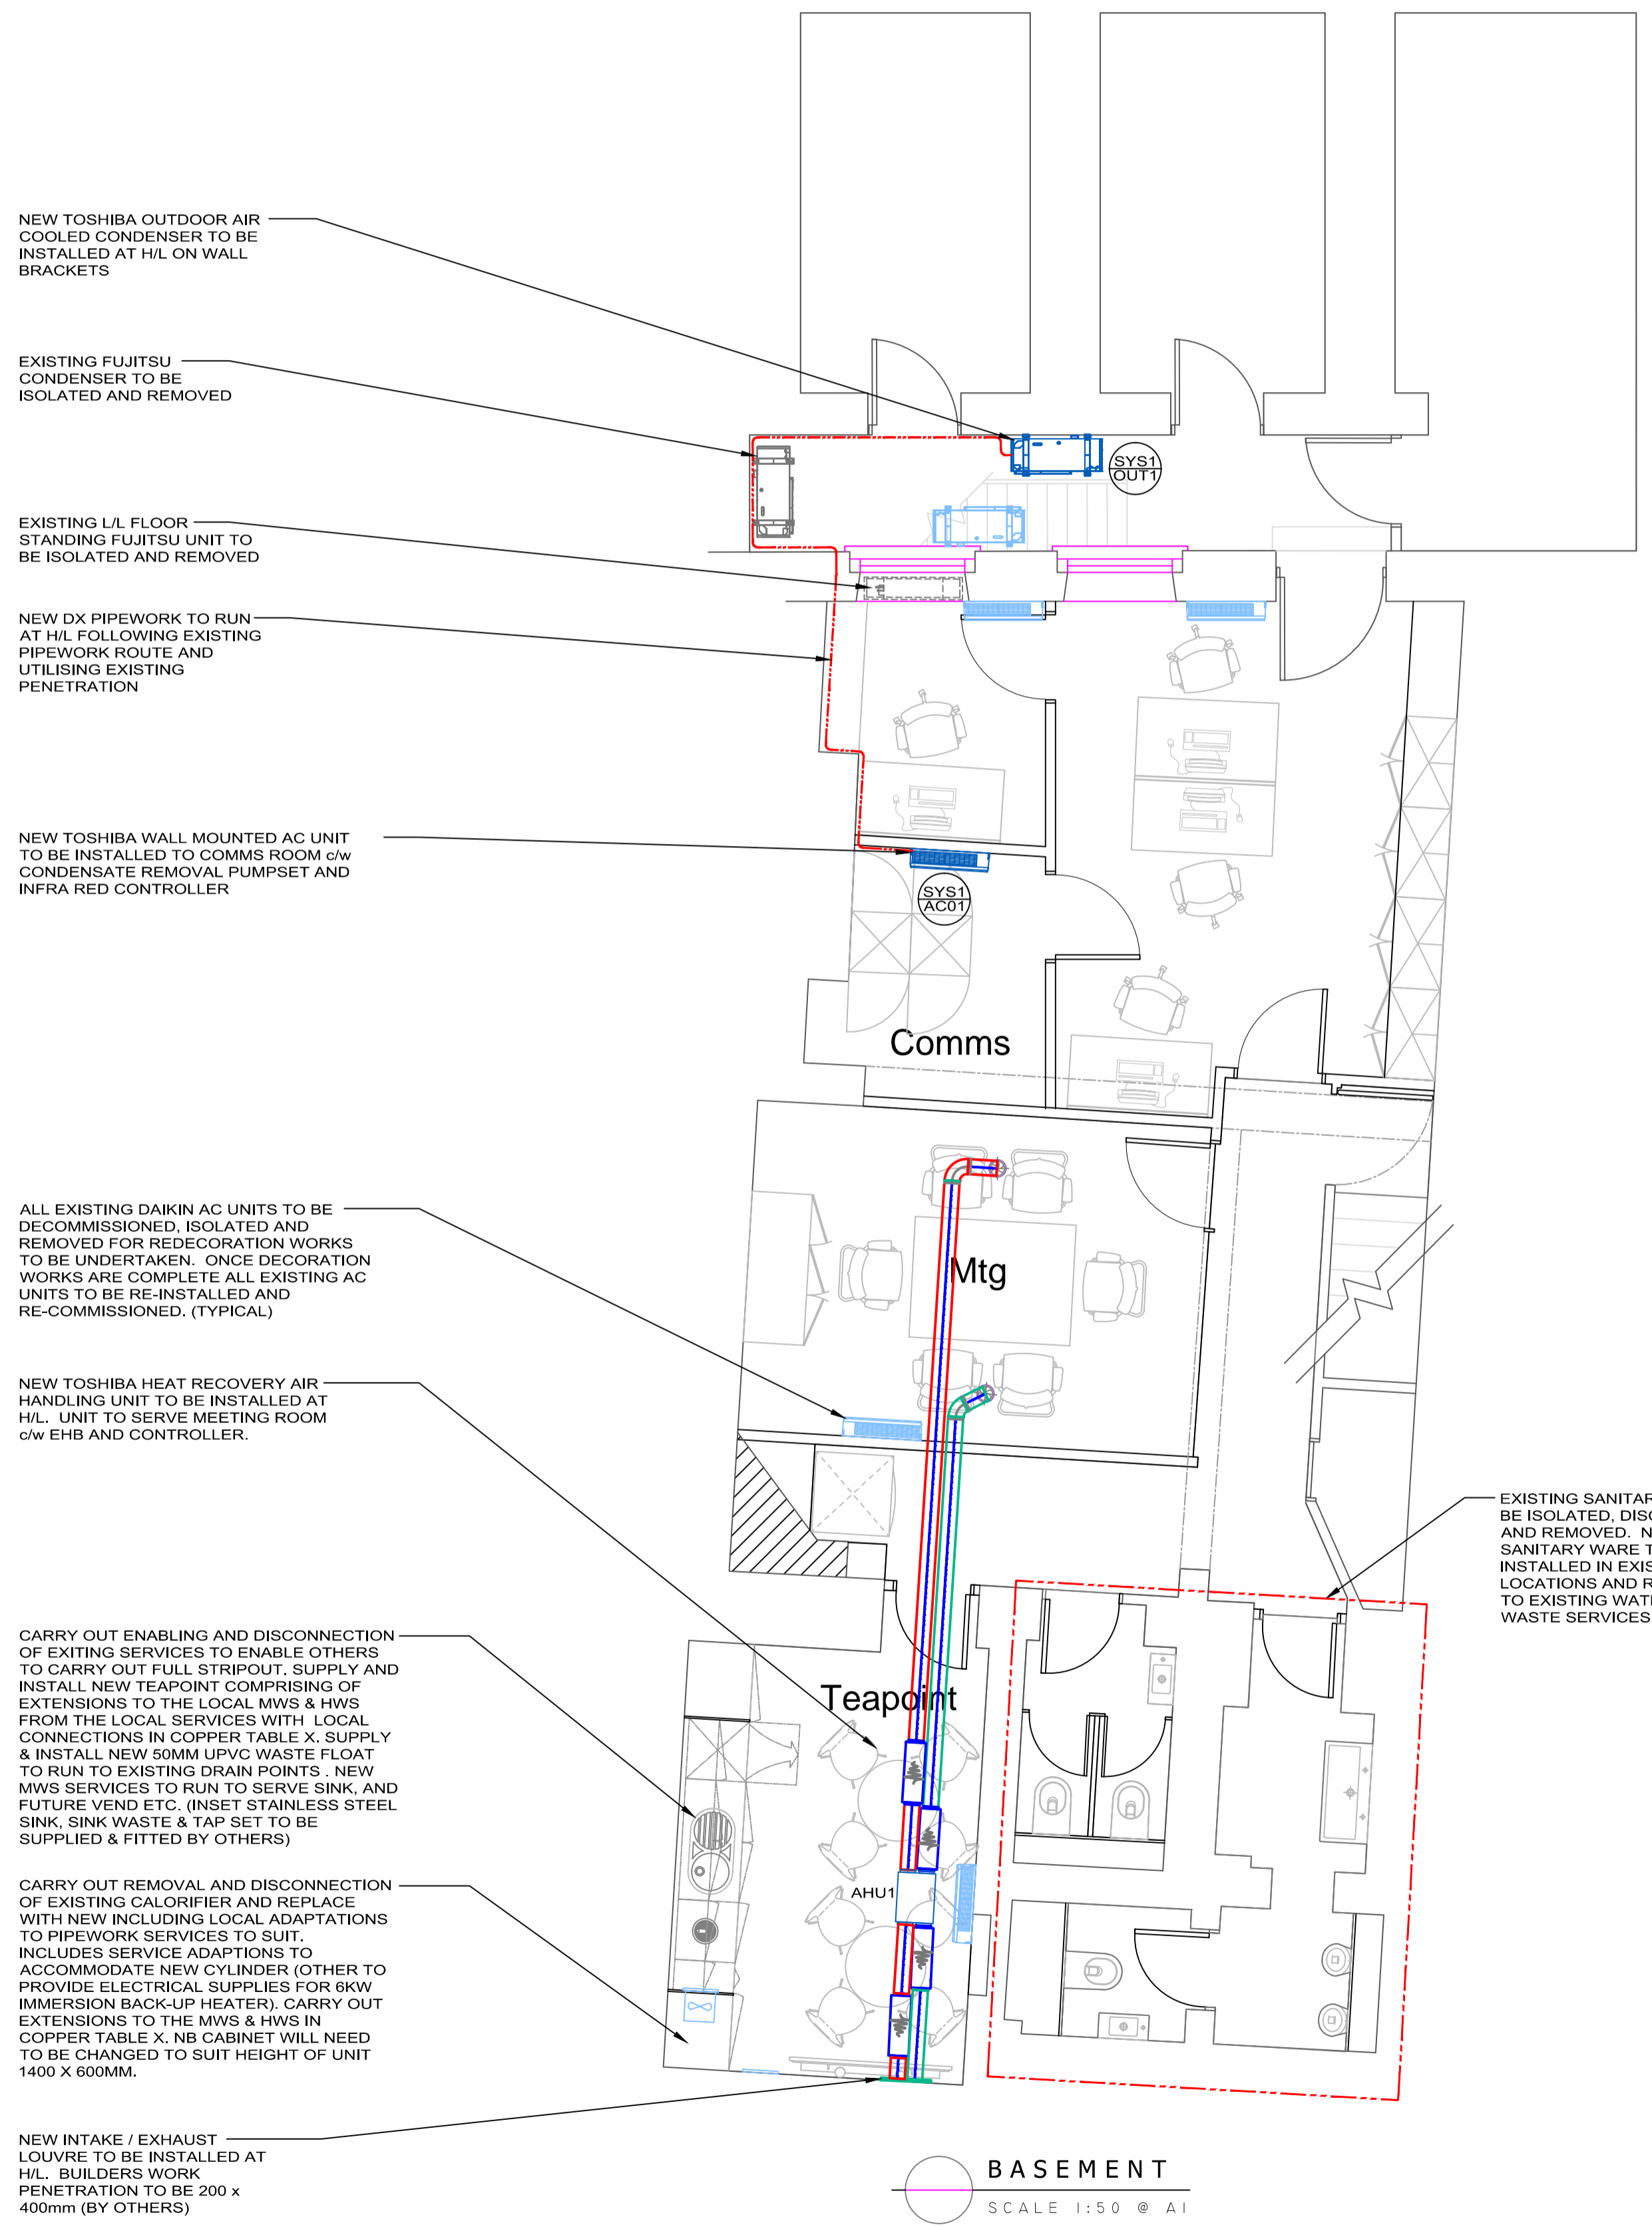 NEW TOSHIBA OUTDOOR AIR
COOLED CONDENSER TO BE
INSTALLED AT H/L ON WALL
BRACKETS
EXISTING FUJITSU
CONDENSER TO BE
ISOLATED AND REMOVED
SYS1
OUT1
EXISTING L/L FLOOR
STANDING FUJITSU UNIT TO
BE ISOLATED AND REMOVED
NEW DX PIPEWORK TO RUN
AT H/L FOLLOWING EXISTING
PIPEWORK ROUTE AND
UTILISING EXISTING
PENETRATION
NEW TOSHIBA WALL MOUNTED AC UNIT
TO BE INSTALLED TO COMMS ROOM c/w
CONDENSATE REMOVAL PUMPSET AND
INFRA RED CONTROLLER
SYS1
AC01
Comms
ALL EXISTING DAIKIN AC UNITS TO BE
DECOMMISSIONED, ISOLATED AND
REMOVED FOR REDECORATION WORKS
TO BE UNDERTAKEN. ONCE DECORATION
WORKS ARE COMPLETE ALL EXISTING AC
UNITS TO BE RE-INSTALLED AND
RE-COMMISSIONED. (TYPICAL)
Mtg
NEW TOSHIBA HEAT RECOVERY AIR
HANDLING UNIT TO BE INSTALLED AT
H/L. UNIT TO SERVE MEETING ROOM
c/w EHB AND CONTROLLER.
EXISTING SANITAR
BE ISOLATED, DISC
AND REMOVED. N
SANITARY WARE T
INSTALLED IN EXIS
LOCATIONS AND R
TO EXISTING WAT
WASTE SERVICES
CARRY OUT ENABLING AND DISCONNECTION
OF EXITING SERVICES TO ENABLE OTHERS
TO CARRY OUT FULL STRIPOUT. SUPPLY AND
INSTALL NEW TEAPOINT COMPRISING OF
EXTENSIONS TO THE LOCAL MWS & HWS
FROM THE LOCAL SERVICES WITH LOCAL
CONNECTIONS IN COPPER TABLE X. SUPPLY
& INSTALL NEW 50MM UPVC WASTE FLOAT
TO RUN TO EXISTING DRAIN POINTS . NEW
MWS SERVICES TO RUN TO SERVE SINK, AND
FUTURE VEND ETC. (INSET STAINLESS STEEL
SINK, SINK WASTE & TAP SET TO BE
SUPPLIED & FITTED BY OTHERS)
Teapoint
AHU1
CARRY OUT REMOVAL AND DISCONNECTION
OF EXISTING CALORIFIER AND REPLACE
WITH NEW INCLUDING LOCAL ADAPTATIONS
TO PIPEWORK SERVICES TO SUIT.
INCLUDES SERVICE ADAPTIONS TO
ACCOMMODATE NEW CYLINDER (OTHER TO
PROVIDE ELECTRICAL SUPPLIES FOR 6KW
IMMERSION BACK-UP HEATER). CARRY OUT
EXTENSIONS TO THE MWS & HWS IN
COPPER TABLE X. NB CABINET WILL NEED
TO BE CHANGED TO SUIT HEIGHT OF UNIT
1400 X 600MM.
NEW INTAKE / EXHAUST
LOUVRE TO BE INSTALLED AT
H/L. BUILDERS WORK
PENETRATION TO BE 200 x
400mm (BY OTHERS)
BASEMENT
SCALE 1:50 @ A1